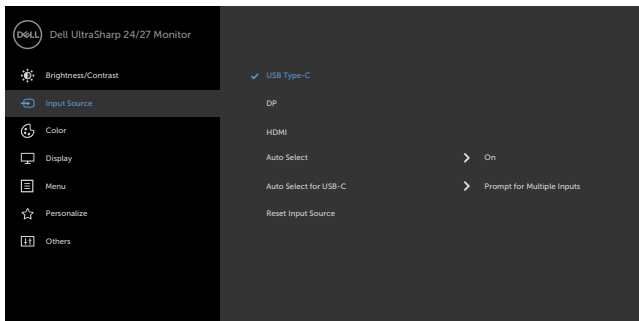 DELL Dell UltraSharp 24/27 Monitor
Brightness/Contrast
Input Source
Color
Display
Menu
Personalize
Others
USB Type-C
DP
HDMI
Auto Select On
Auto Select for USB-C Prompt for Multiple Inputs
Reset Input Source